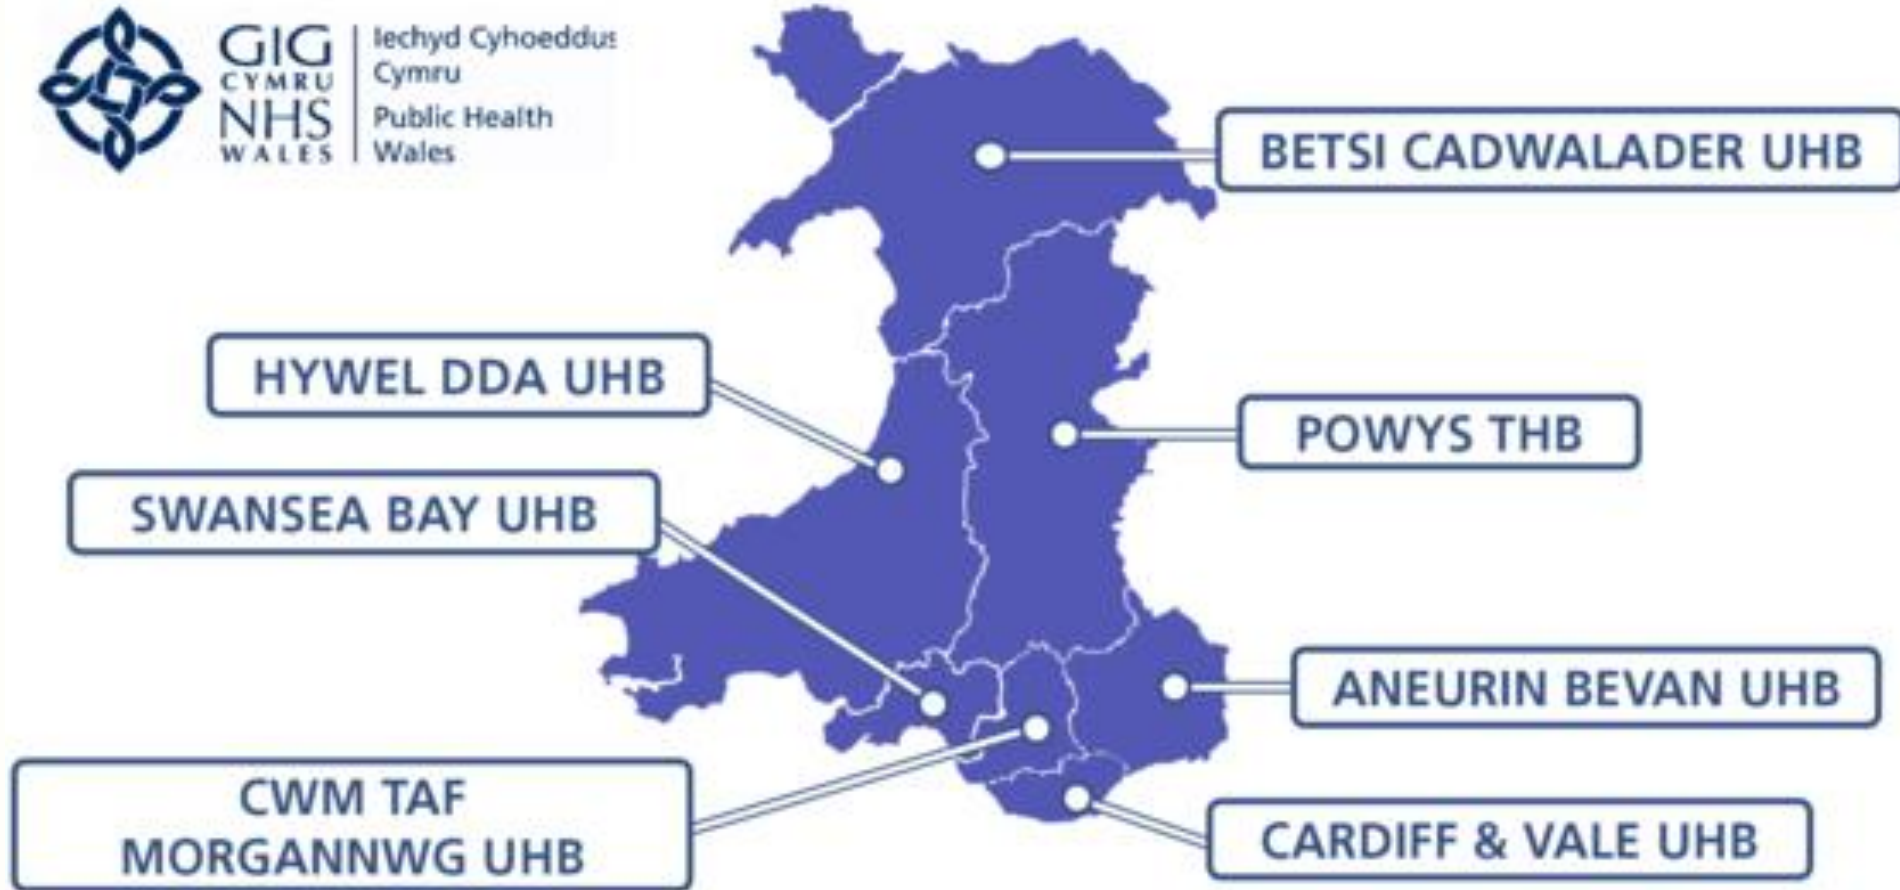 GIG
CYMRU
NHS
WALES
Iechyd Cyhoeddus
Cymru
Public Health
Wales
BETSI CADWALADER UHB
HYWEL DDA UHB
POWYS THB
SWANSEA BAY UHB
ANEURIN BEVAN UHB
CWM TAF
MORGANNWG UHB
CARDIFF & VALE UHB